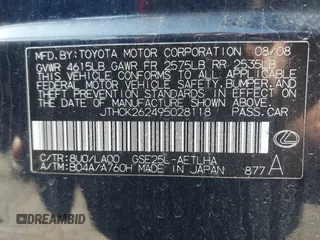 MFD. BY: TOYOTA MOTOR CORPORATION 08/08
GVWR 4615LB GAWR FR 2575LB RR 2535LB
THIS VEHICLE CONFORMS TO ALL APPLICABLE
FEDERAL MOTOR VEHICLE SAFETY, BUMPER, AND
THEFT PREVENTION STANDARDS IN EFFECT ON
THE DATE OF MANUFACTURE SHOWN ABOVE.
JTHCK262495028118 PASS.CAR
C/TR: 8U0/LA00 GSE25L-AETLHA
A/TM: B04A/A760H MADE IN JAPAN 877 A
DREAMBID